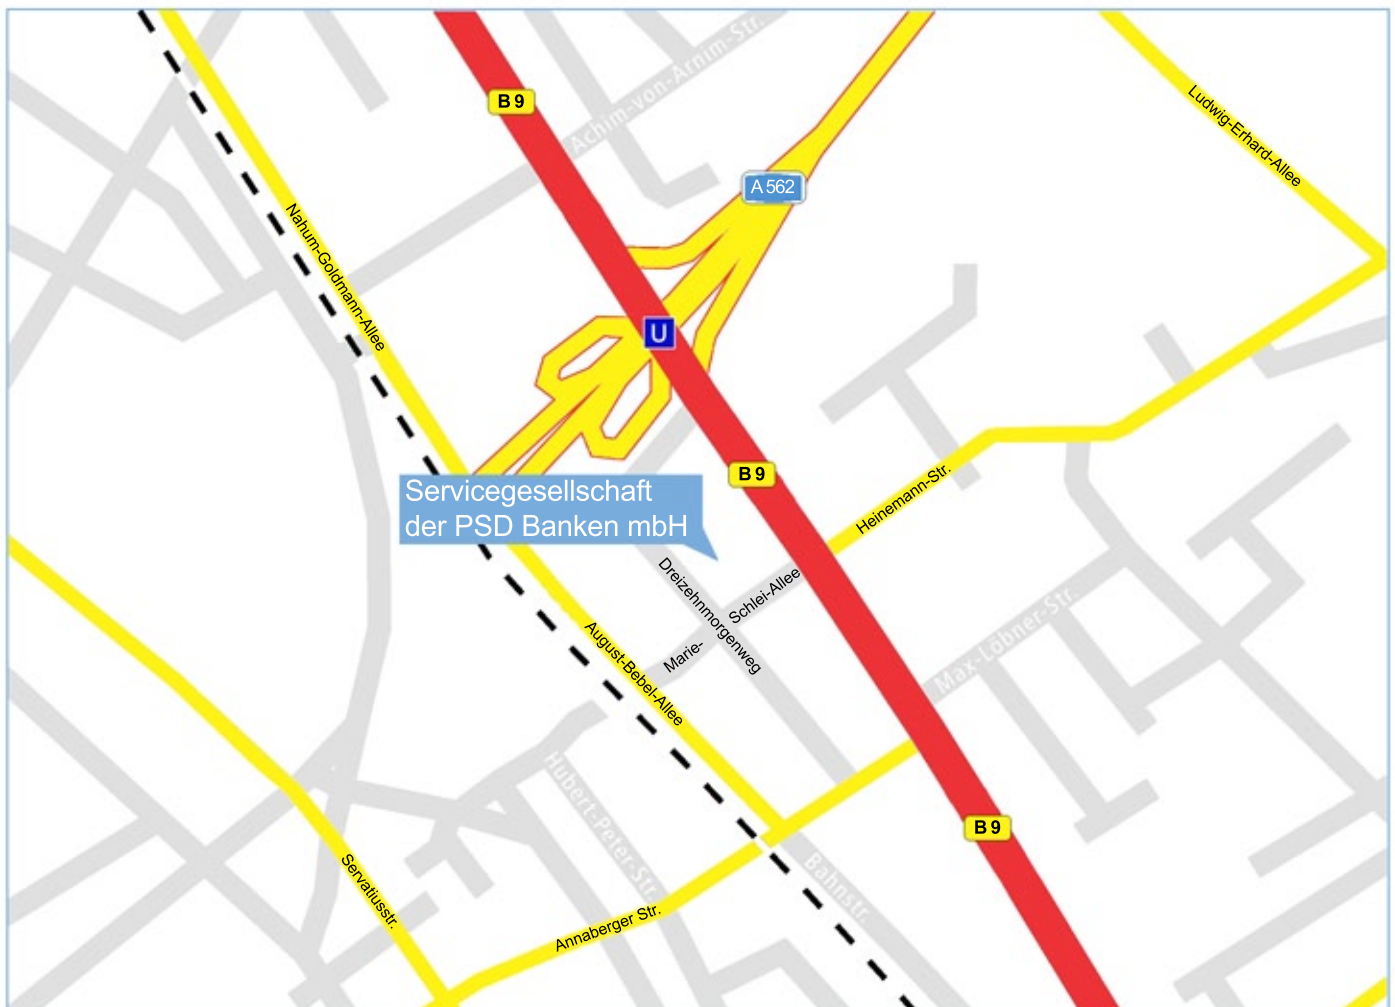 B 9
Achim-von-Arnim-Str.
Ludwig-Erhard-Allee
A 562
Nahum-Goldmann-Allee
U
B 9
Heinemann-Str.
Servicegesellschaft
der PSD Banken mbH
Dreizehnmorgenweg
Marie-
Schlei-Allee
August-Bebel-Allee
Max-Löbner-Str.
Hubert-Peter-Str.
B 9
Servatiusstr.
Bahnstr.
Annaberger Str.